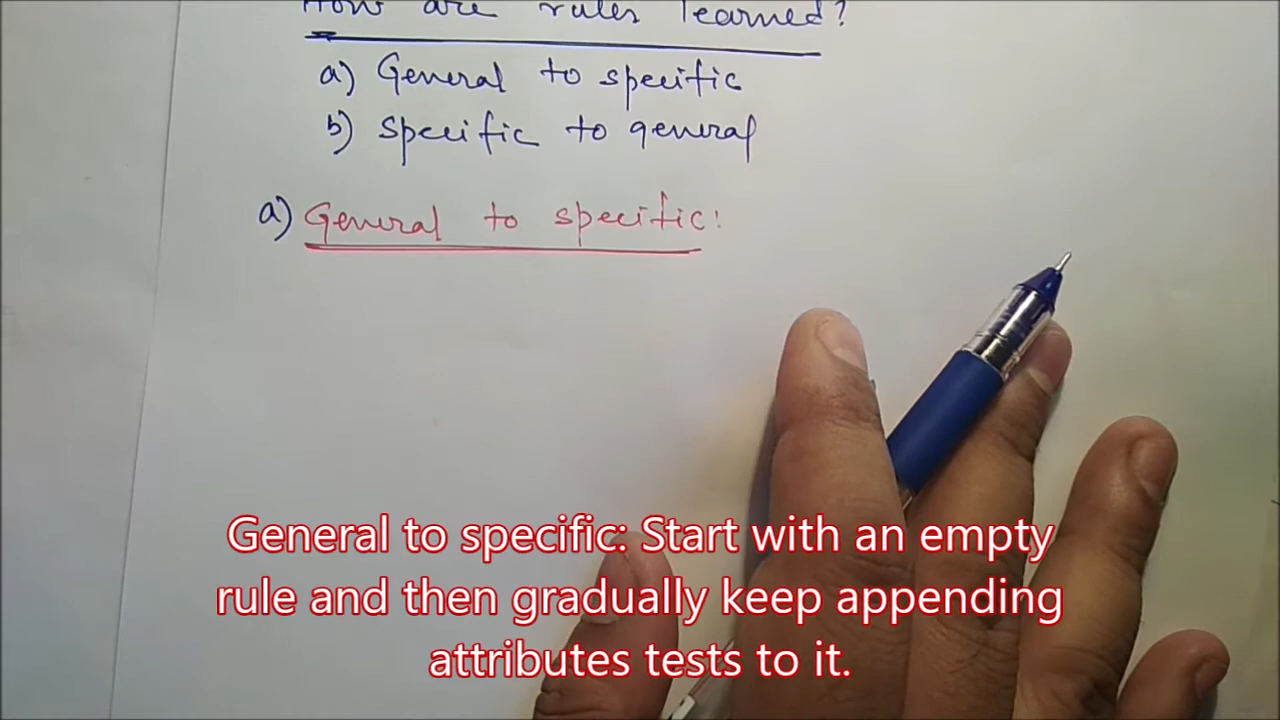 How are rules learned?
a) General to specific
b) specific to general
a) General to specific:
General to specific: Start with an empty
rule and then gradually keep appending
attributes tests to it.